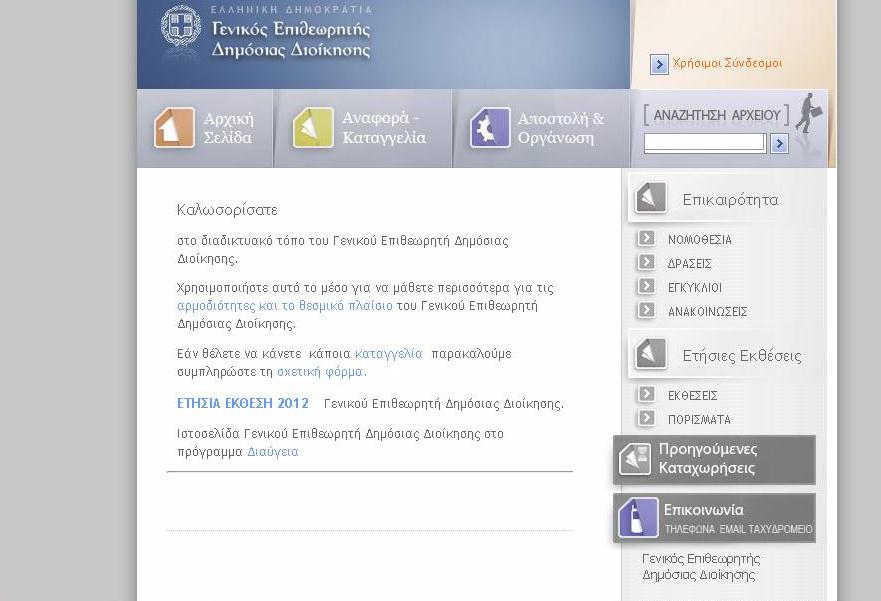 ΕΛΛΗΝΙΚΗ ΔΗΜΟΚΡΑΤΙΑ
Γενικός Επιθεωρητής
Δημόσιας Διοίκησης
Χρήσιμοι Σύνδεσμοι
Αρχική
Σελίδα
Αναφορά -
Καταγγελία
Αποστολή &
Οργάνωση
[ ΑΝΑΖΗΤΗΣΗ ΑΡΧΕΙΟΥ ]
Καλωσορίσατε
στο διαδικτυακό τόπο του Γενικού Επιθεωρητή Δημόσιας
Διοίκησης.
Χρησιμοποιήστε αυτό το μέσο για να μάθετε περισσότερα για τις
αρμοδιότητες και το θεσμικό πλαίσιο του Γενικού Επιθεωρητή
Δημόσιας Διοίκησης.
Εάν θέλετε να κάνετε κάποια καταγγελία παρακαλούμε
συμπληρώστε τη σχετική φόρμα.
ΕΤΗΣΙΑ ΕΚΘΕΣΗ 2012 Γενικού Επιθεωρητή Δημόσιας Διοίκησης.
Ιστοσελίδα Γενικού Επιθεωρητή Δημόσιας Διοίκησης στο
πρόγραμμα Διαύγεια
Επικαιρότητα
ΝΟΜΟΘΕΣΙΑ
ΔΡΑΣΕΙΣ
ΕΓΚΥΚΛΙΟΙ
ΑΝΑΚΟΙΝΩΣΕΙΣ
Ετήσιες Εκθέσεις
ΕΚΘΕΣΕΙΣ
ΠΟΡΙΣΜΑΤΑ
Προηγούμενες
Καταχωρήσεις
Επικοινωνία
ΤΗΛΕΦΩΝΑ EMAIL ΤΑΧΥΔΡΟΜΕΙΟ
Γενικός Επιθεωρητής
Δημόσιας Διοίκησης